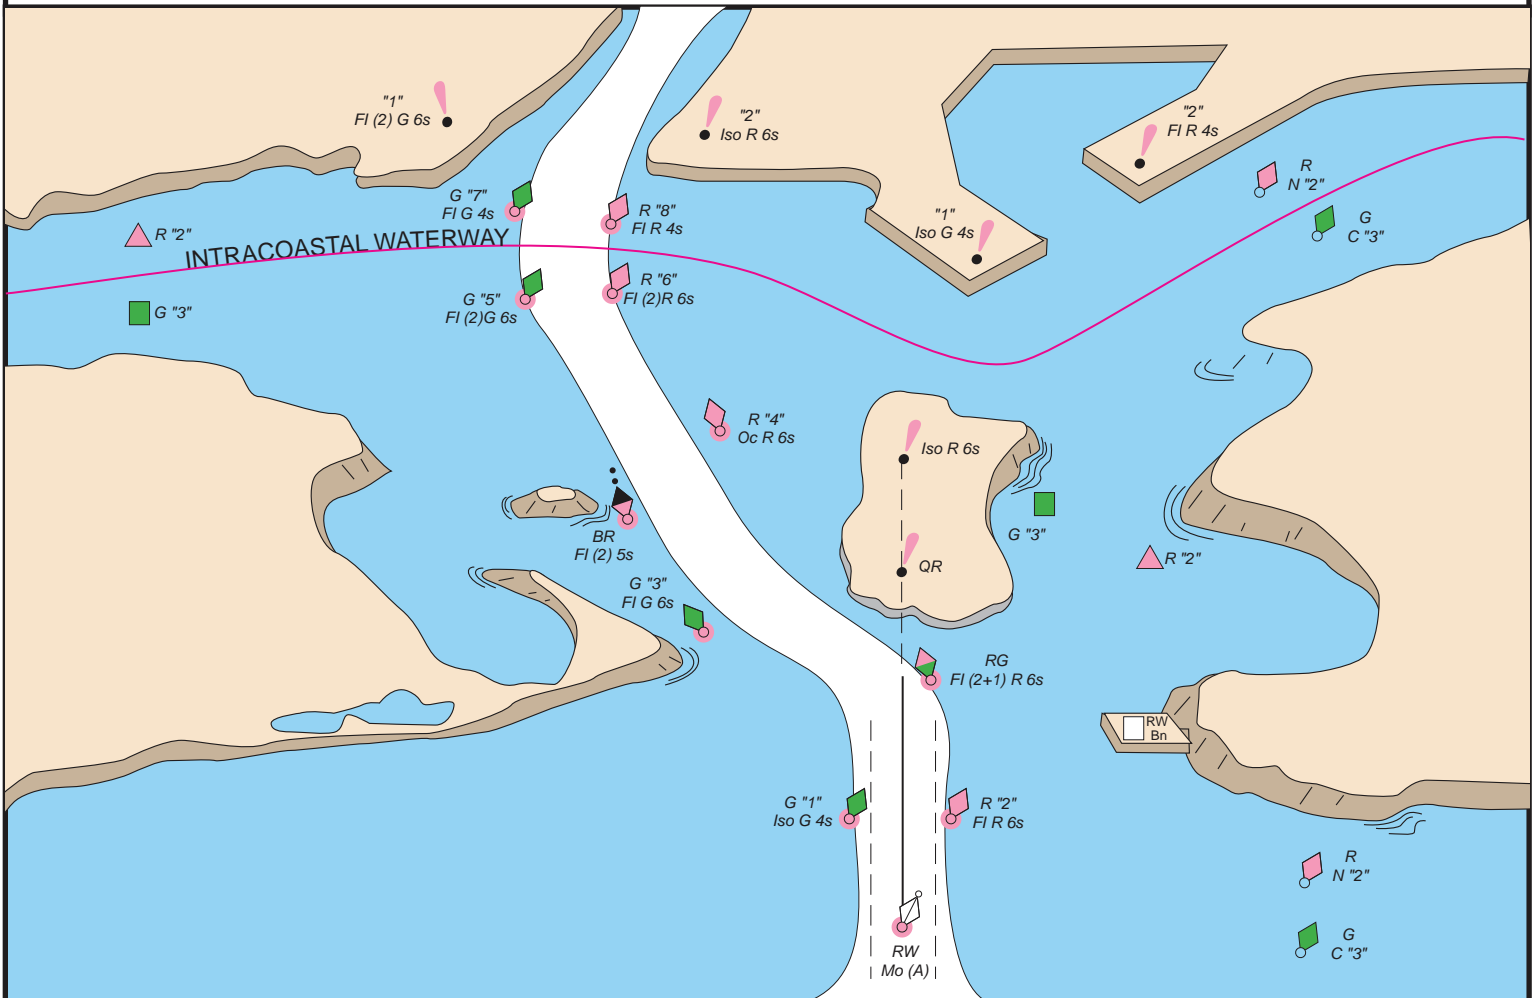 "1"
Fl (2) G 6s
"2"
Iso R 6s
"2"
Fl R 4s
R
N "2"
G "7"
Fl G 4s
R "8"
Fl R 4s
"1"
Iso G 4s
G
C "3"
R "2"
INTRACOASTAL WATERWAY
G "3"
G "5"
Fl (2)G 6s
R "6"
Fl (2)R 6s
R "4"
Oc R 6s
Iso R 6s
BR
Fl (2) 5s
G "3"
R "2"
QR
G "3"
Fl G 6s
RG
Fl (2+1) R 6s
RW
Bn
G "1"
Iso G 4s
R "2"
Fl R 6s
R
N "2"
RW
Mo (A)
G
C "3"